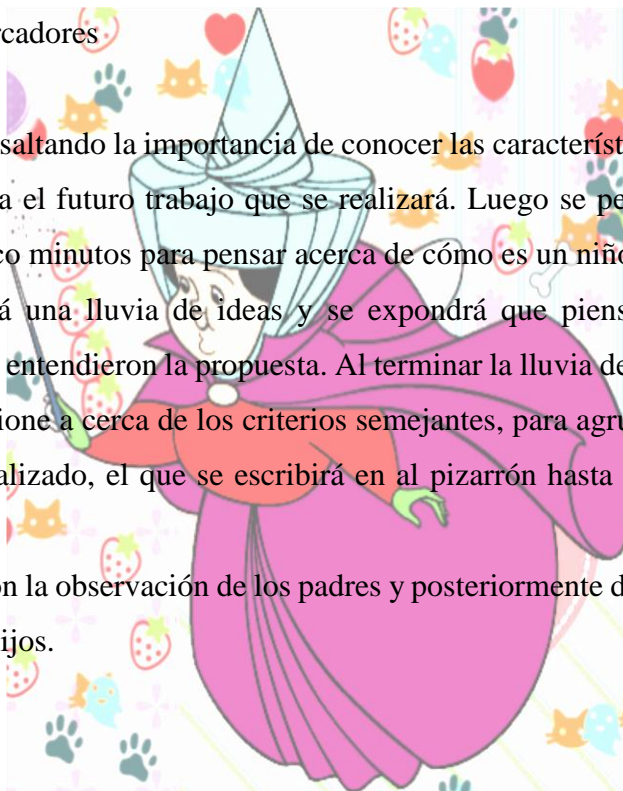 rcadores
saltando la importancia de conocer las característ
a el futuro trabajo que se realizará. Luego se pe
co minutos para pensar acerca de cómo es un niño
á una lluvia de ideas y se expondrá que piens
entendieron la propuesta. Al terminar la lluvia de
ione a cerca de los criterios semejantes, para agru
alizado, el que se escribirá en al pizarrón hasta
on la observación de los padres y posteriormente d
ijos.